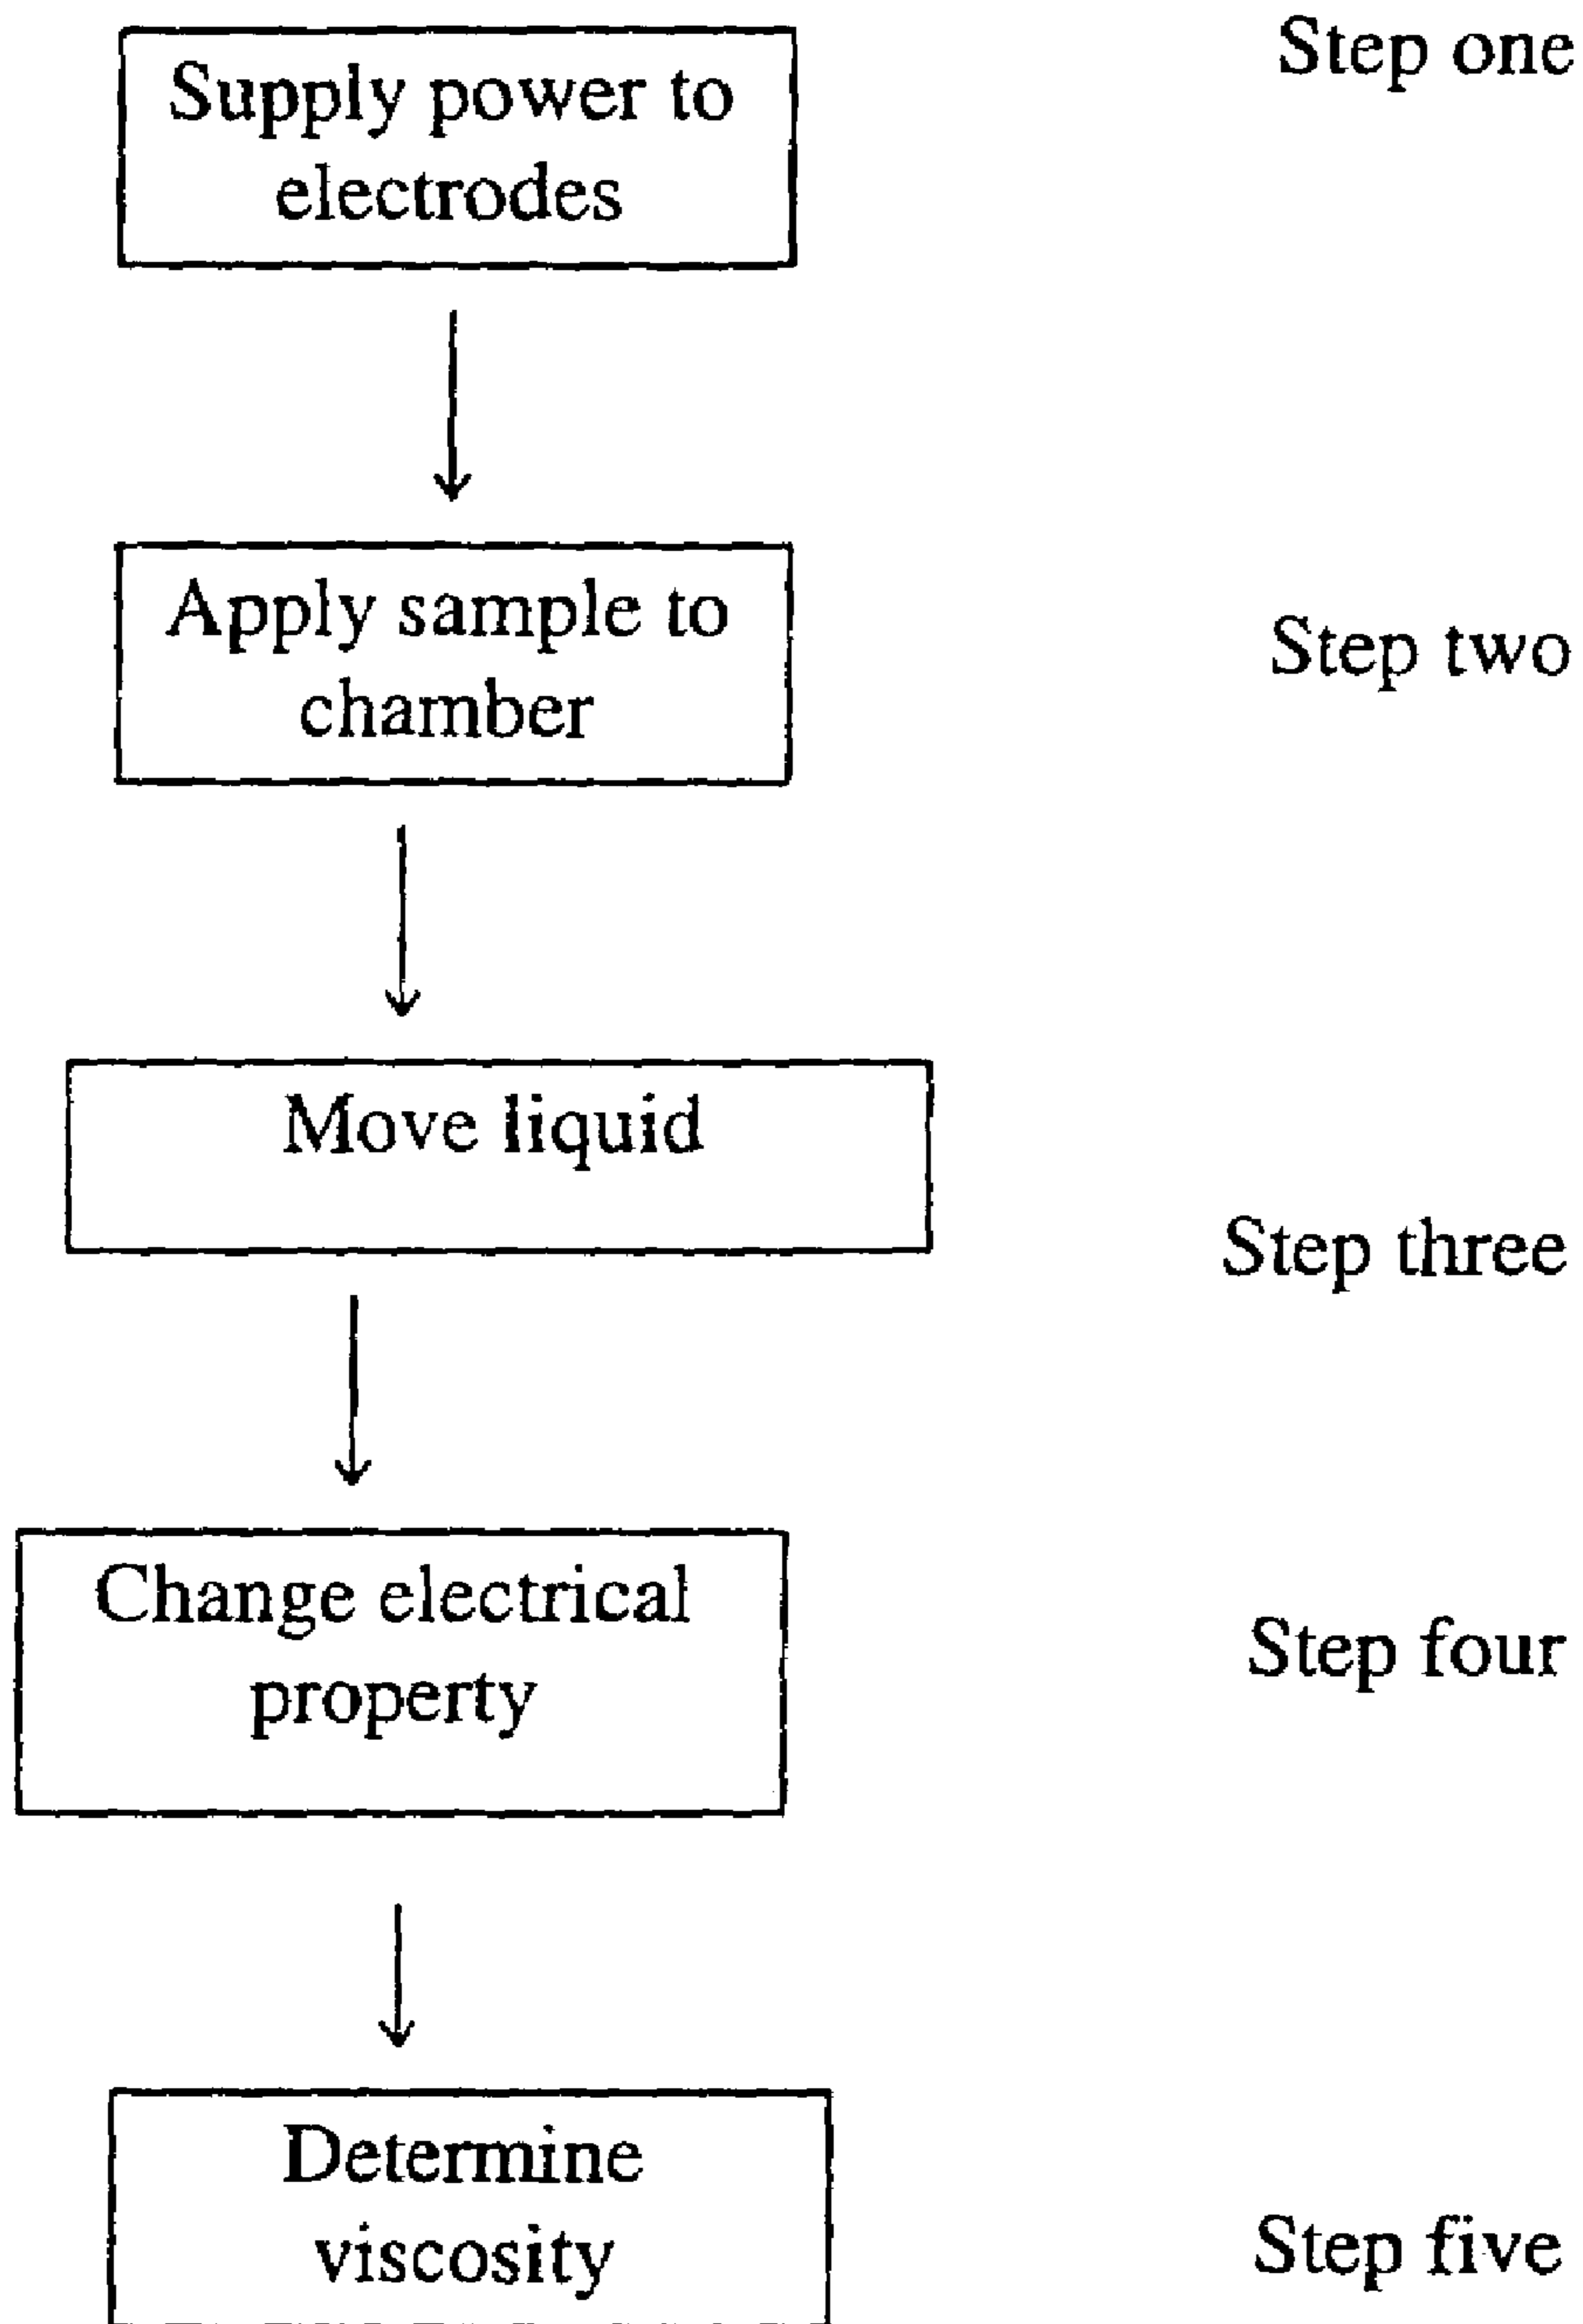 Supply power to
electrodes
Step one
Apply sample to
chamber
Step two
Move liquid
Step three
Change electrical
property
Step four
Determine
viscosity
Step five